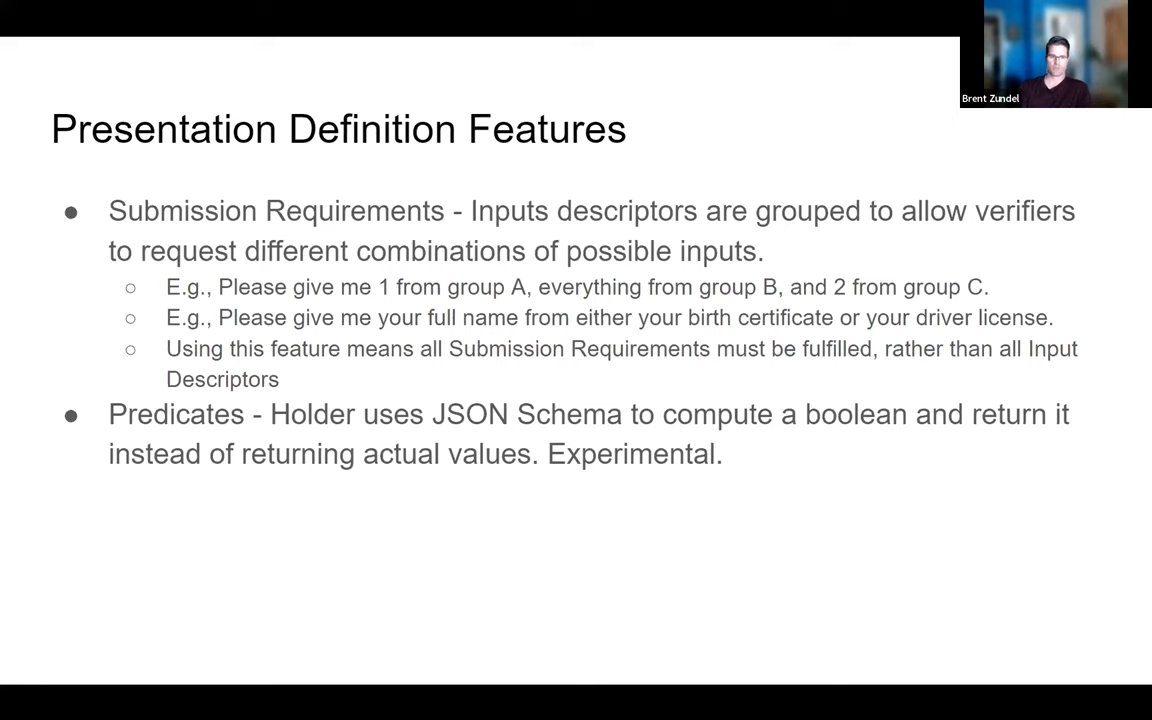 Brent Zundel
Presentation Definition Features
● Submission Requirements - Inputs descriptors are grouped to allow verifiers
to request different combinations of possible inputs.
○ E.g., Please give me 1 from group A, everything from group B, and 2 from group C.
○ E.g., Please give me your full name from either your birth certificate or your driver license.
○ Using this feature means all Submission Requirements must be fulfilled, rather than all Input
Descriptors
● Predicates - Holder uses JSON Schema to compute a boolean and return it
instead of returning actual values. Experimental.